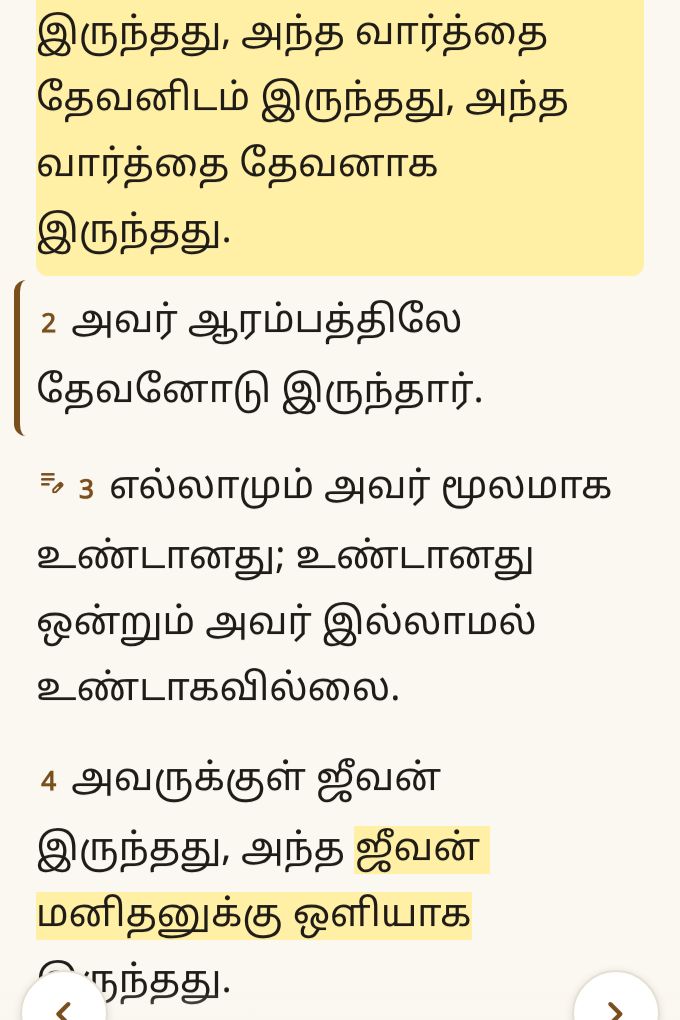 இருந்தது, அந்த வார்த்தை
தேவனிடம் இருந்தது, அந்த
வார்த்தை தேவனாக
இருந்தது.
2 அவர் ஆரம்பத்திலே
தேவனோடு இருந்தார்.
3 எல்லாமும் அவர் மூலமாக
உண்டானது; உண்டானது
ஒன்றும் அவர் இல்லாமல்
உண்டாகவில்லை.
4 அவருக்குள் ஜீவன்
இருந்தது, அந்த ஜீவன்
மனிதனுக்கு ஒளியாக
இருந்தது.